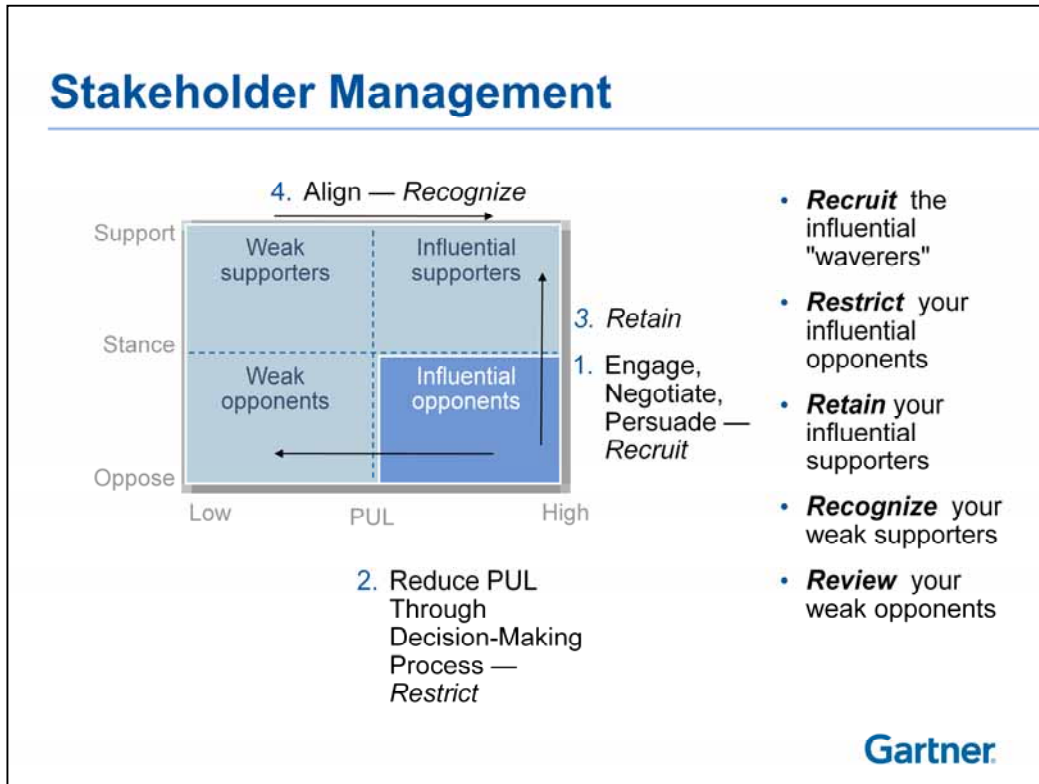 Stakeholder Management
4. Align — Recognize
Support
Weak
supporters
Influential
supporters
3. Retain
Stance
1. Engage,
Negotiate,
Persuade —
Recruit
Weak
opponents
Influential
opponents
Oppose
Low
PUL
High
2. Reduce PUL
Through
Decision-Making
Process —
Restrict
• Recruit the
influential
"waverers"
• Restrict your
influential
opponents
• Retain your
influential
supporters
• Recognize your
weak supporters
• Review your
weak opponents
Gartner